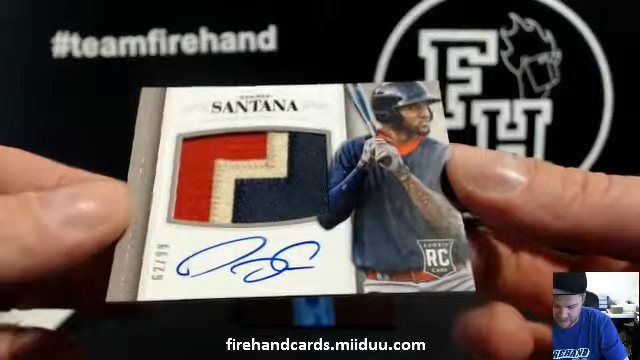 #teamfirehand
FH
SANTANA
62/99
ROOKIE
RC
CARD
firehandcards.miiduu.com